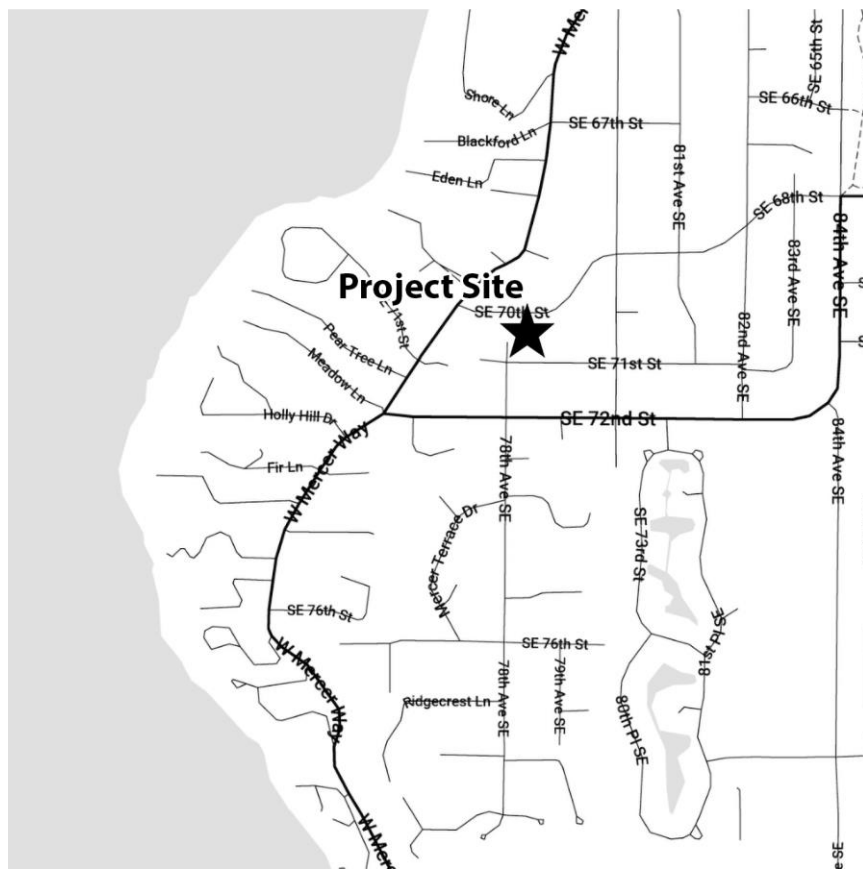 W Mer
SE 65th St
Shore Ln
SE 66th St
SE 67th St
Blackford Ln
81st Ave SE
Eden Ln
SE 68th St
84th Ave SE
83rd Ave SE
Project Site
SE 70th St
71st St
Pear Tree Ln
82nd Ave SE
SE 71st St
Meadow Ln
Holly Hill Dr
SE 72nd St
W Mercer Way
84th Ave SE
Fir Ln
78th Ave SE
Mercer Terrace Dr
SE 73rd St
SE 76th St
81st Pl SE
SE 76th St
W Mercer Way
78th Ave SE
79th Ave SE
Ridgecrest Ln
80th Pl SE
W Merc
e SE